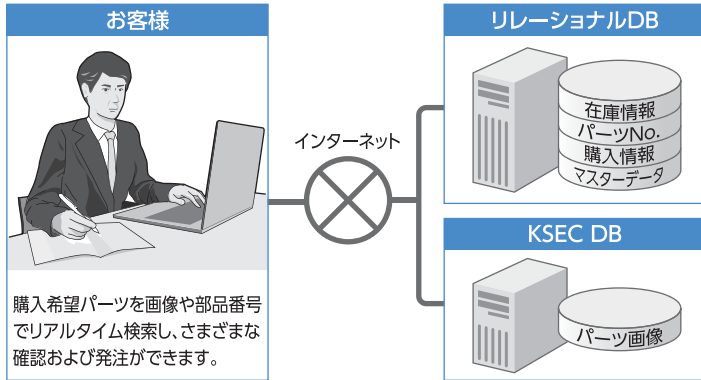 お客様
購入希望パーツを画像や部品番号
でリアルタイム検索し、さまざまな
確認および発注ができます。
インターネット
リレーショナルDB
在庫情報
パーツNo.
購入情報
マスターデータ
KSEC DB
パーツ画像